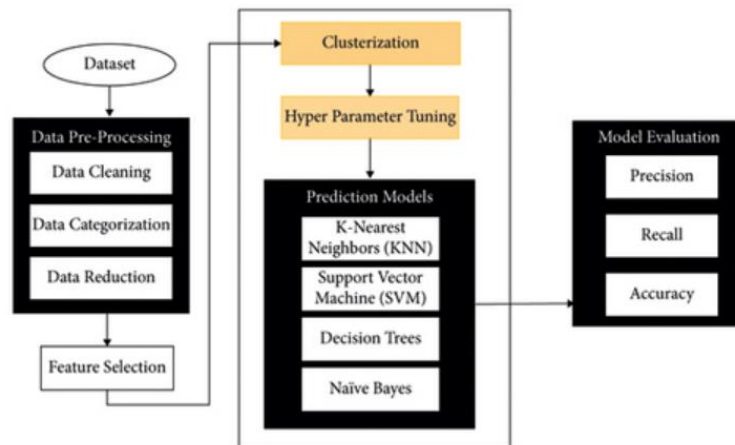 Dataset
Data Pre-Processing
Data Cleaning
Data Categorization
Data Reduction
Feature Selection
Clusterization
Hyper Parameter Tuning
Prediction Models
K-Nearest
Neighbors (KNN)
Support Vector
Machine (SVM)
Decision Trees
Naïve Bayes
Model Evaluation
Precision
Recall
Accuracy